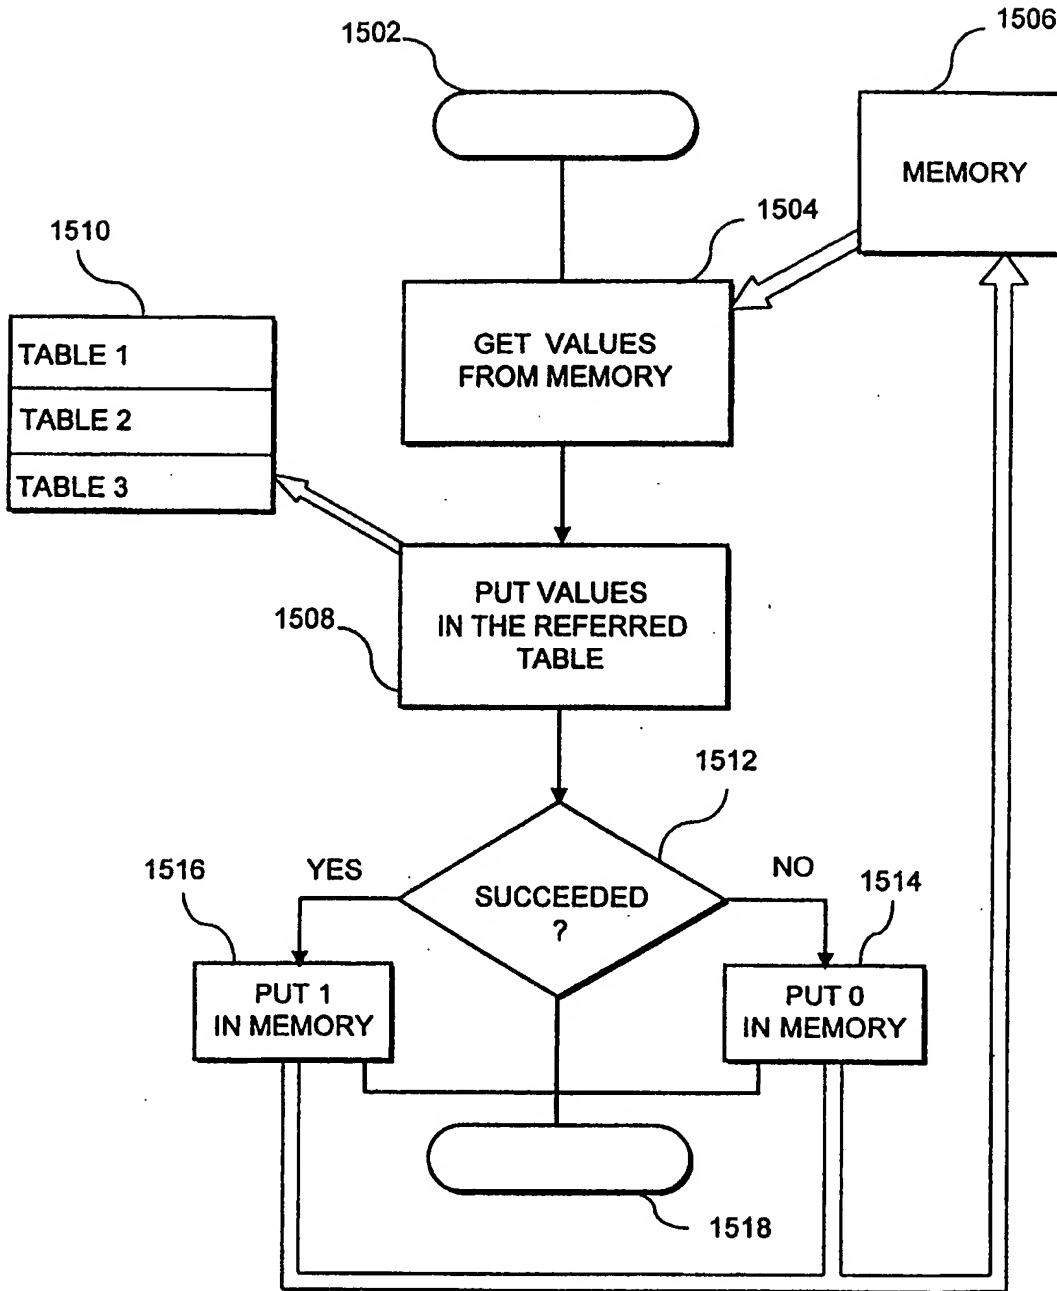 1502
1506
MEMORY
1504
1510
GET VALUES
FROM MEMORY
TABLE 1
TABLE 2
TABLE 3
PUT VALUES
IN THE REFERRED
TABLE
1508
1512
1516
YES
NO
1514
SUCCEEDED
?
PUT 1
IN MEMORY
PUT 0
IN MEMORY
1518